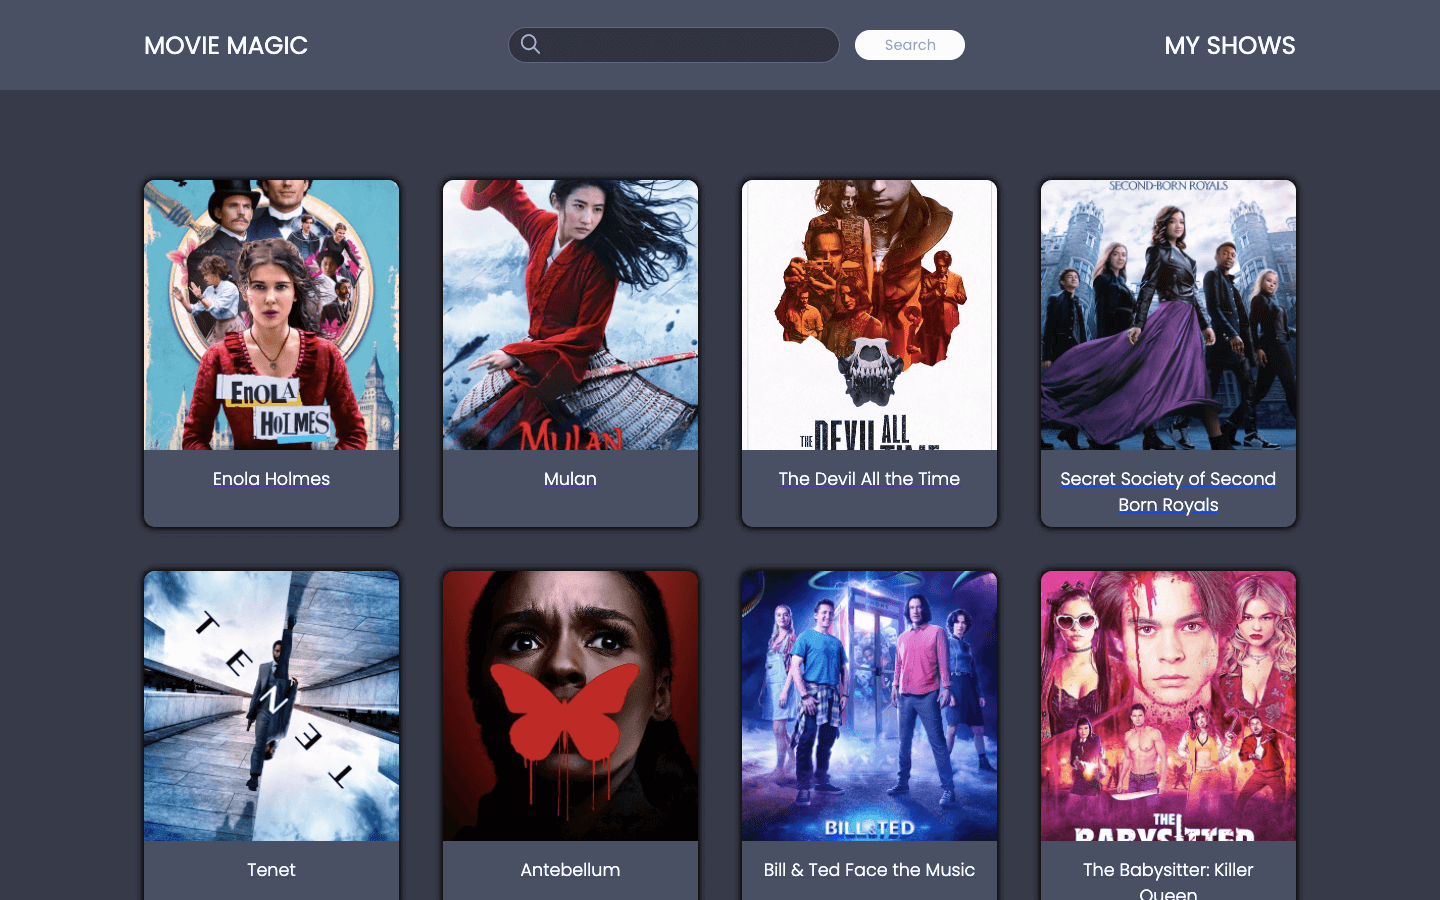 MOVIE MAGIC
Search
MY SHOWS
ENOLA
HOLMES
MULAN
THE DEVIL ALL
SECOND-BORN ROYALS
Enola Holmes
Mulan
The Devil All the Time
Secret Society of Second
Born Royals
TENET
BILL & TED
THE
BABYSITTER
Tenet
Antebellum
Bill & Ted Face the Music
The Babysitter: Killer
Queen